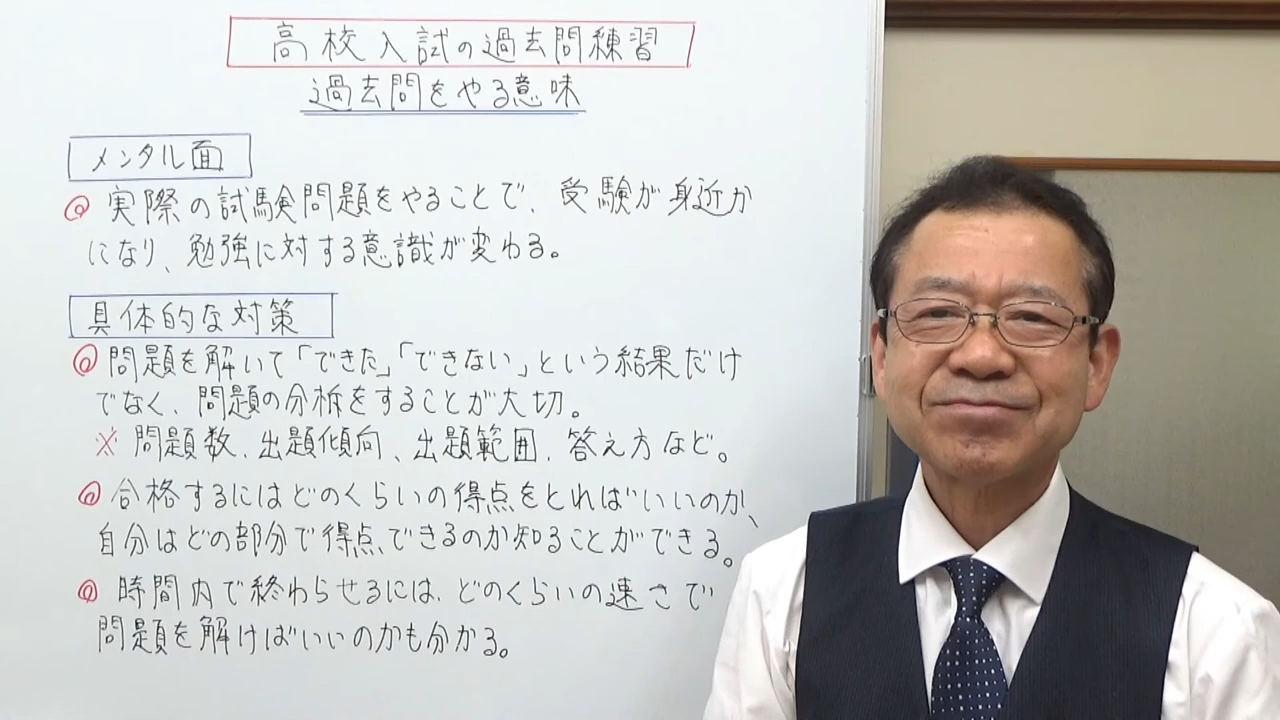 高校入試の過去問練習
過去問をやる意味
メンタル面
◎ 実際の試験問題をやることで、受験が身近か
になり、勉強に対する意識が変わる。
具体的な対策
◎ 問題を解いて「できた」「できない」という結果だけ
でなく、問題の分析をすることが大切。
※ 問題数、出題傾向、出題範囲、答え方など。
◎ 合格するにはどのくらいの得点をとればいいのか、
自分はどの部分で得点できるのか知ることができる。
◎ 時間内で終わらせるには、どのくらいの速さで
問題を解けばいいのかも分かる。